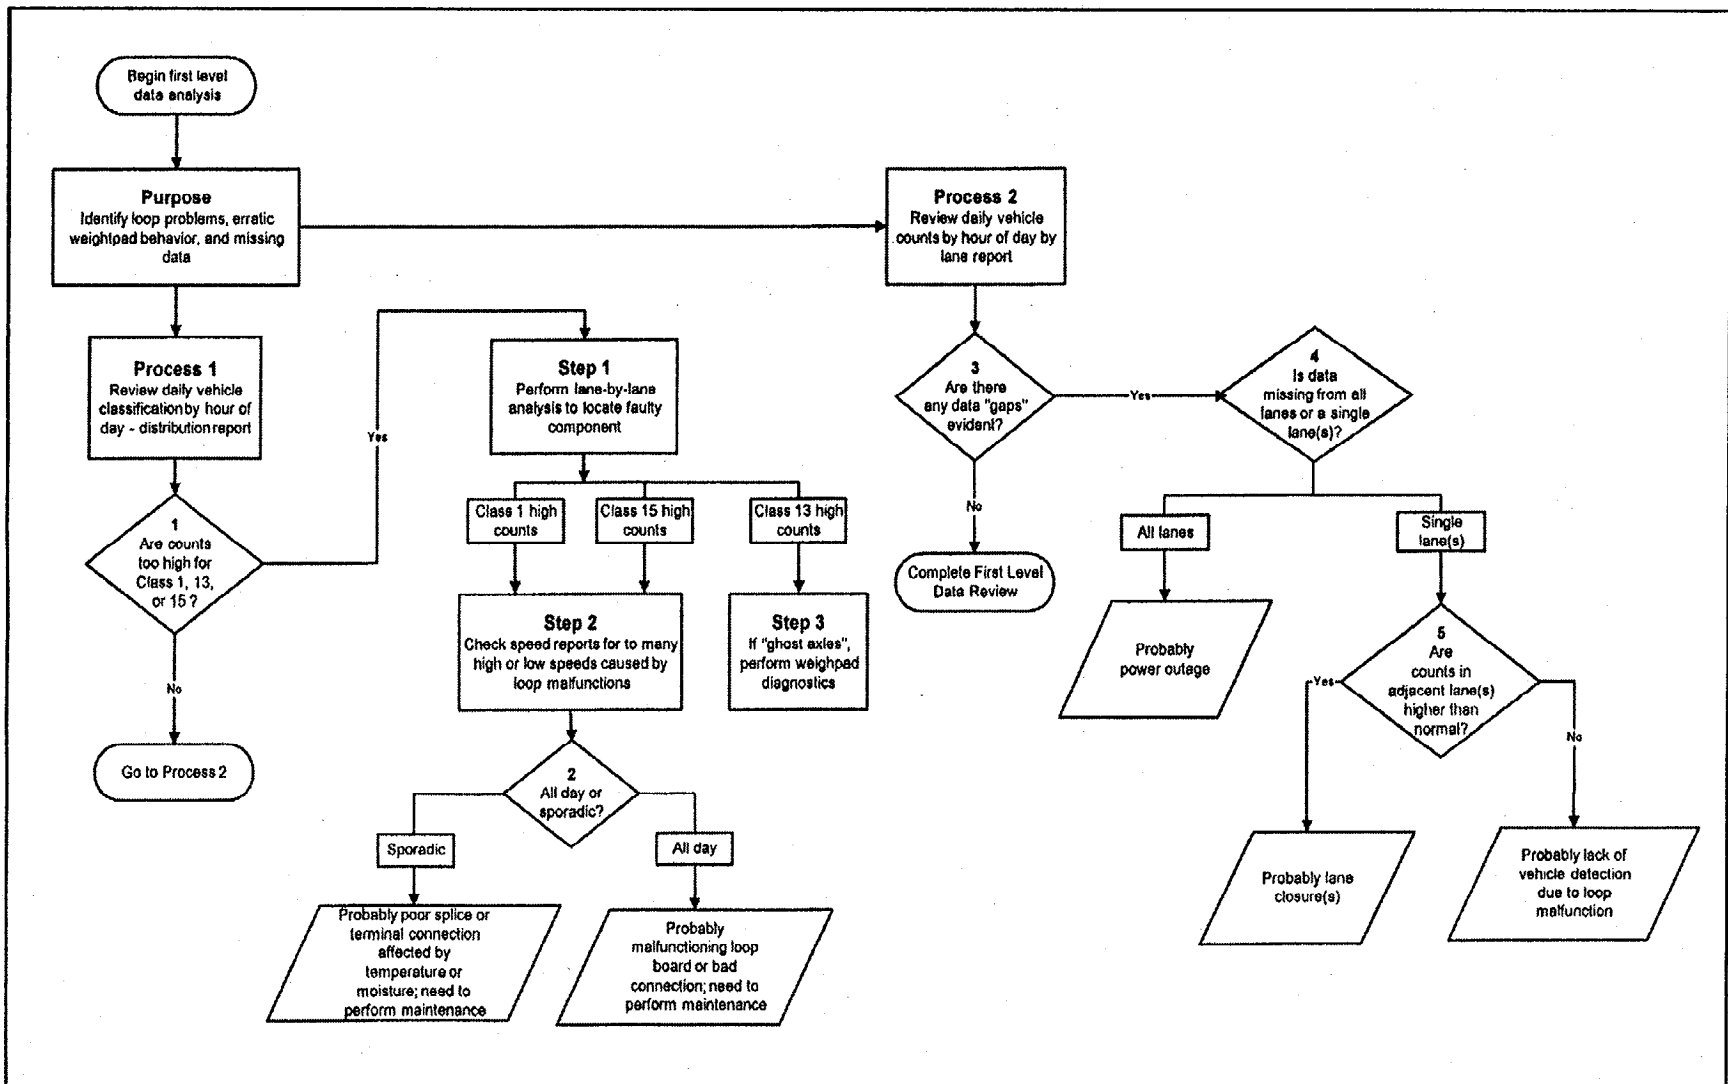 Begin first level
data analysis
Purpose
Identify loop problems, erratic
weightpad behavior, and missing
data
Process 1
Review daily vehicle
classification by hour of
day - distribution report
1
Are counts
too high for
Class 1, 13,
or 15?
Yes
No
Go to Process 2
Step 1
Perform lane-by-lane
analysis to locate faulty
component
Class 1 high
counts
Class 15 high
counts
Class 13 high
counts
Step 2
Check speed reports for to many
high or low speeds caused by
loop malfunctions
Step 3
If "ghost axles",
perform weighpad
diagnostics
2
All day or
sporadic?
Sporadic
All day
Probably poor splice or
terminal connection
affected by
temperature or
moisture; need to
perform maintenance
Probably
malfunctioning loop
board or bad
connection; need to
perform maintenance
Process 2
Review daily vehicle
counts by hour of day by
lane report
3
Are there
any data "gaps"
evident?
Yes
No
Complete First Level
Data Review
4
Is data
missing from all
lanes or a single
lane(s)?
All lanes
Single
lane(s)
Probably
power outage
5
Are
counts in
adjacent lane(s)
higher than
normal?
Yes
No
Probably lane
closure(s)
Probably lack of
vehicle detection
due to loop
malfunction